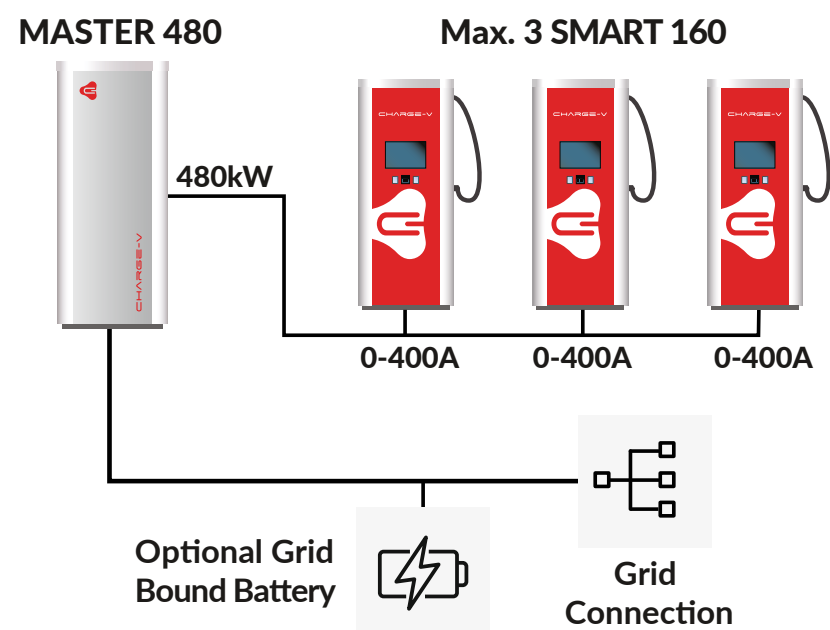 MASTER 480
Max. 3 SMART 160
CHARGE-V
CHARGE-V
CHARGE-V
480kW
CHARGE-V
0-400A
0-400A
0-400A
Optional Grid
Bound Battery
Grid
Connection